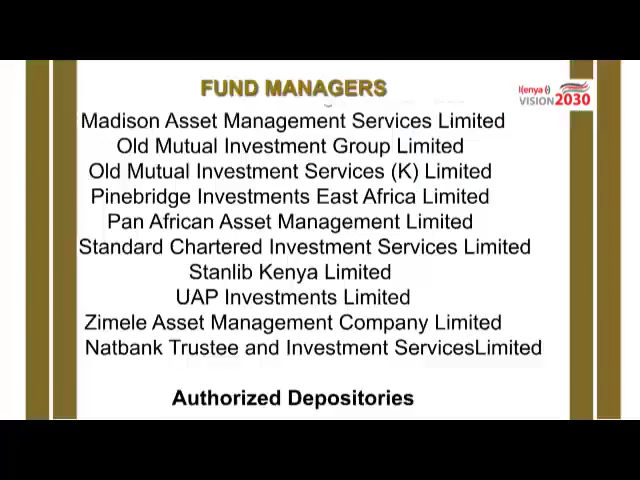 FUND MANAGERS
Kenya
VISION 2030
Madison Asset Management Services Limited
Old Mutual Investment Group Limited
Old Mutual Investment Services (K) Limited
Pinebridge Investments East Africa Limited
Pan African Asset Management Limited
Standard Chartered Investment Services Limited
Stanlib Kenya Limited
UAP Investments Limited
Zimele Asset Management Company Limited
Natbank Trustee and Investment ServicesLimited
Authorized Depositories